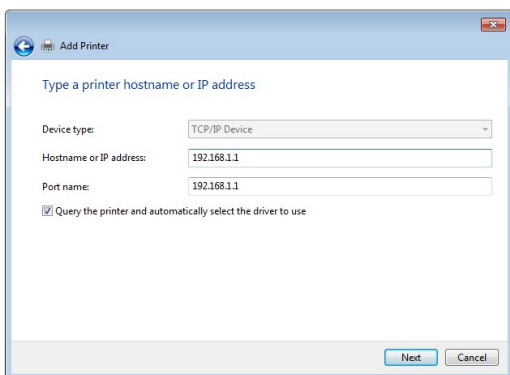 Add Printer
Type a printer hostname or IP address
Device type: TCP/IP Device
Hostname or IP address: 192.168.1.1
Port name: 192.168.1.1
Query the printer and automatically select the driver to use
Next Cancel